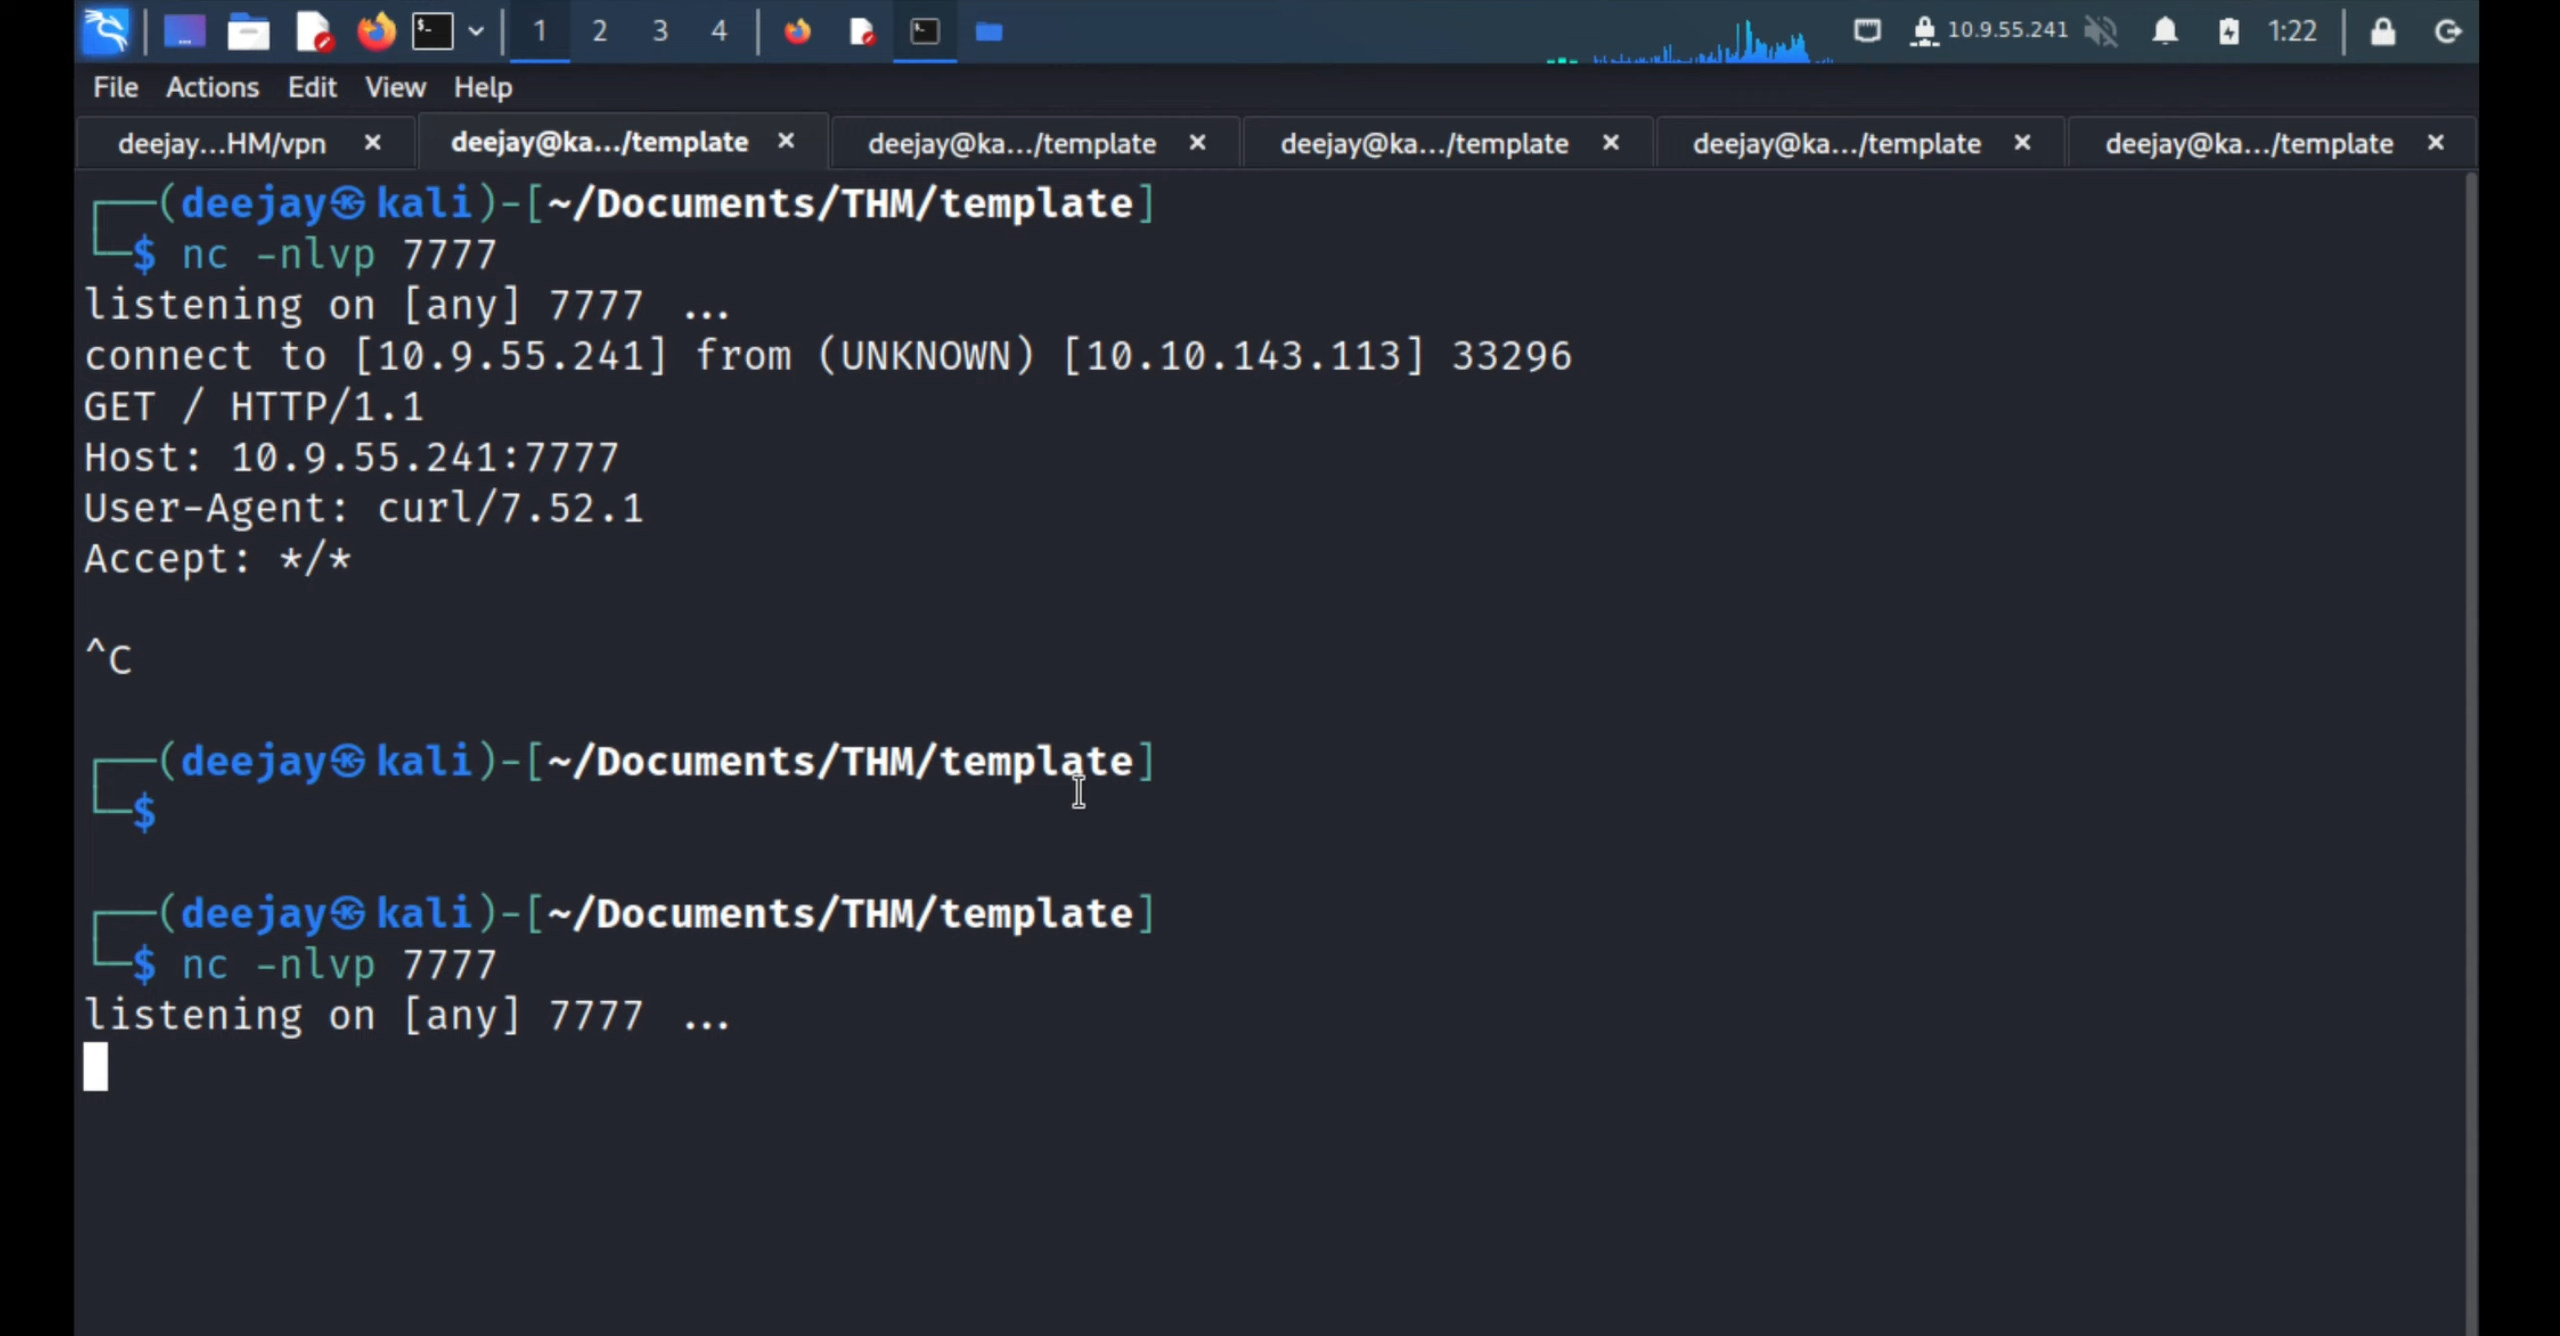 1 2 3 4 10.9.55.241 1:22
File Actions Edit View Help
deejay...HM/vpn deejay@ka.../template deejay@ka.../template deejay@ka.../template deejay@ka.../template deejay@ka.../template
┌──(deejay㉿kali)-[~/Documents/THM/template]
└─$ nc -nlvp 7777
listening on [any] 7777 ...
connect to [10.9.55.241] from (UNKNOWN) [10.10.143.113] 33296
GET / HTTP/1.1
Host: 10.9.55.241:7777
User-Agent: curl/7.52.1
Accept: */*
^C
┌──(deejay㉿kali)-[~/Documents/THM/template]
└─$
┌──(deejay㉿kali)-[~/Documents/THM/template]
└─$ nc -nlvp 7777
listening on [any] 7777 ...